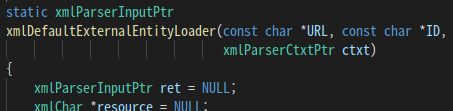 static xmlParserInputPtr
xmlDefaultExternalEntityLoader(const char *URL, const char *ID,
                               xmlParserCtxtPtr ctxt)
{
    xmlParserInputPtr ret = NULL;
    xmlChar *resource = NULL;